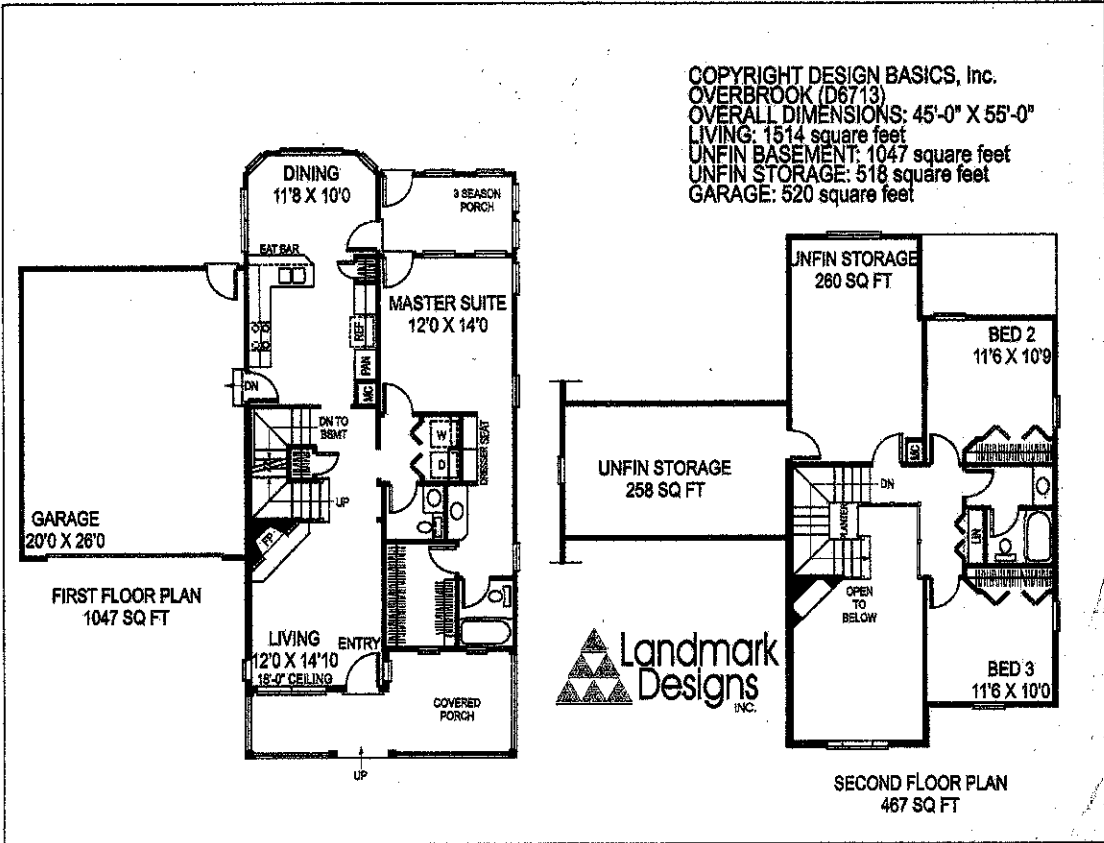 COPYRIGHT DESIGN BASICS, Inc.
OVERBROOK (D6713)
OVERALL DIMENSIONS: 45'-0" X 55'-0"
LIVING: 1514 square feet
UNFIN BASEMENT: 1047 square feet
UNFIN STORAGE: 518 square feet
GARAGE: 520 square feet
DINING
11'8 X 10'0
3 SEASON
PORCH
EAT BAR
PAN
MASTER SUITE
12'0 X 14'0
REF
PAN
MC
DN
DN TO
BSMT
W
D
DRESSER SEAT
UP
GARAGE
20'0 X 26'0
FP
FIRST FLOOR PLAN
1047 SQ FT
LIVING
12'0 X 14'10
18'-0" CEILING
ENTRY
COVERED
PORCH
UP
UNFIN STORAGE
260 SQ FT
BED 2
11'6 X 10'9
MC
UNFIN STORAGE
258 SQ FT
DN
PLANTER
LIN
OPEN
TO
BELOW
BED 3
11'6 X 10'0
Landmark
Designs
INC.
SECOND FLOOR PLAN
467 SQ FT